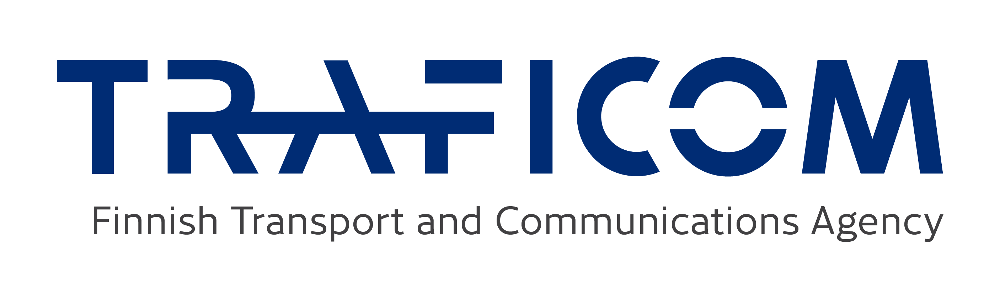 TRAFICOM
Finnish Transport and Communications Agency